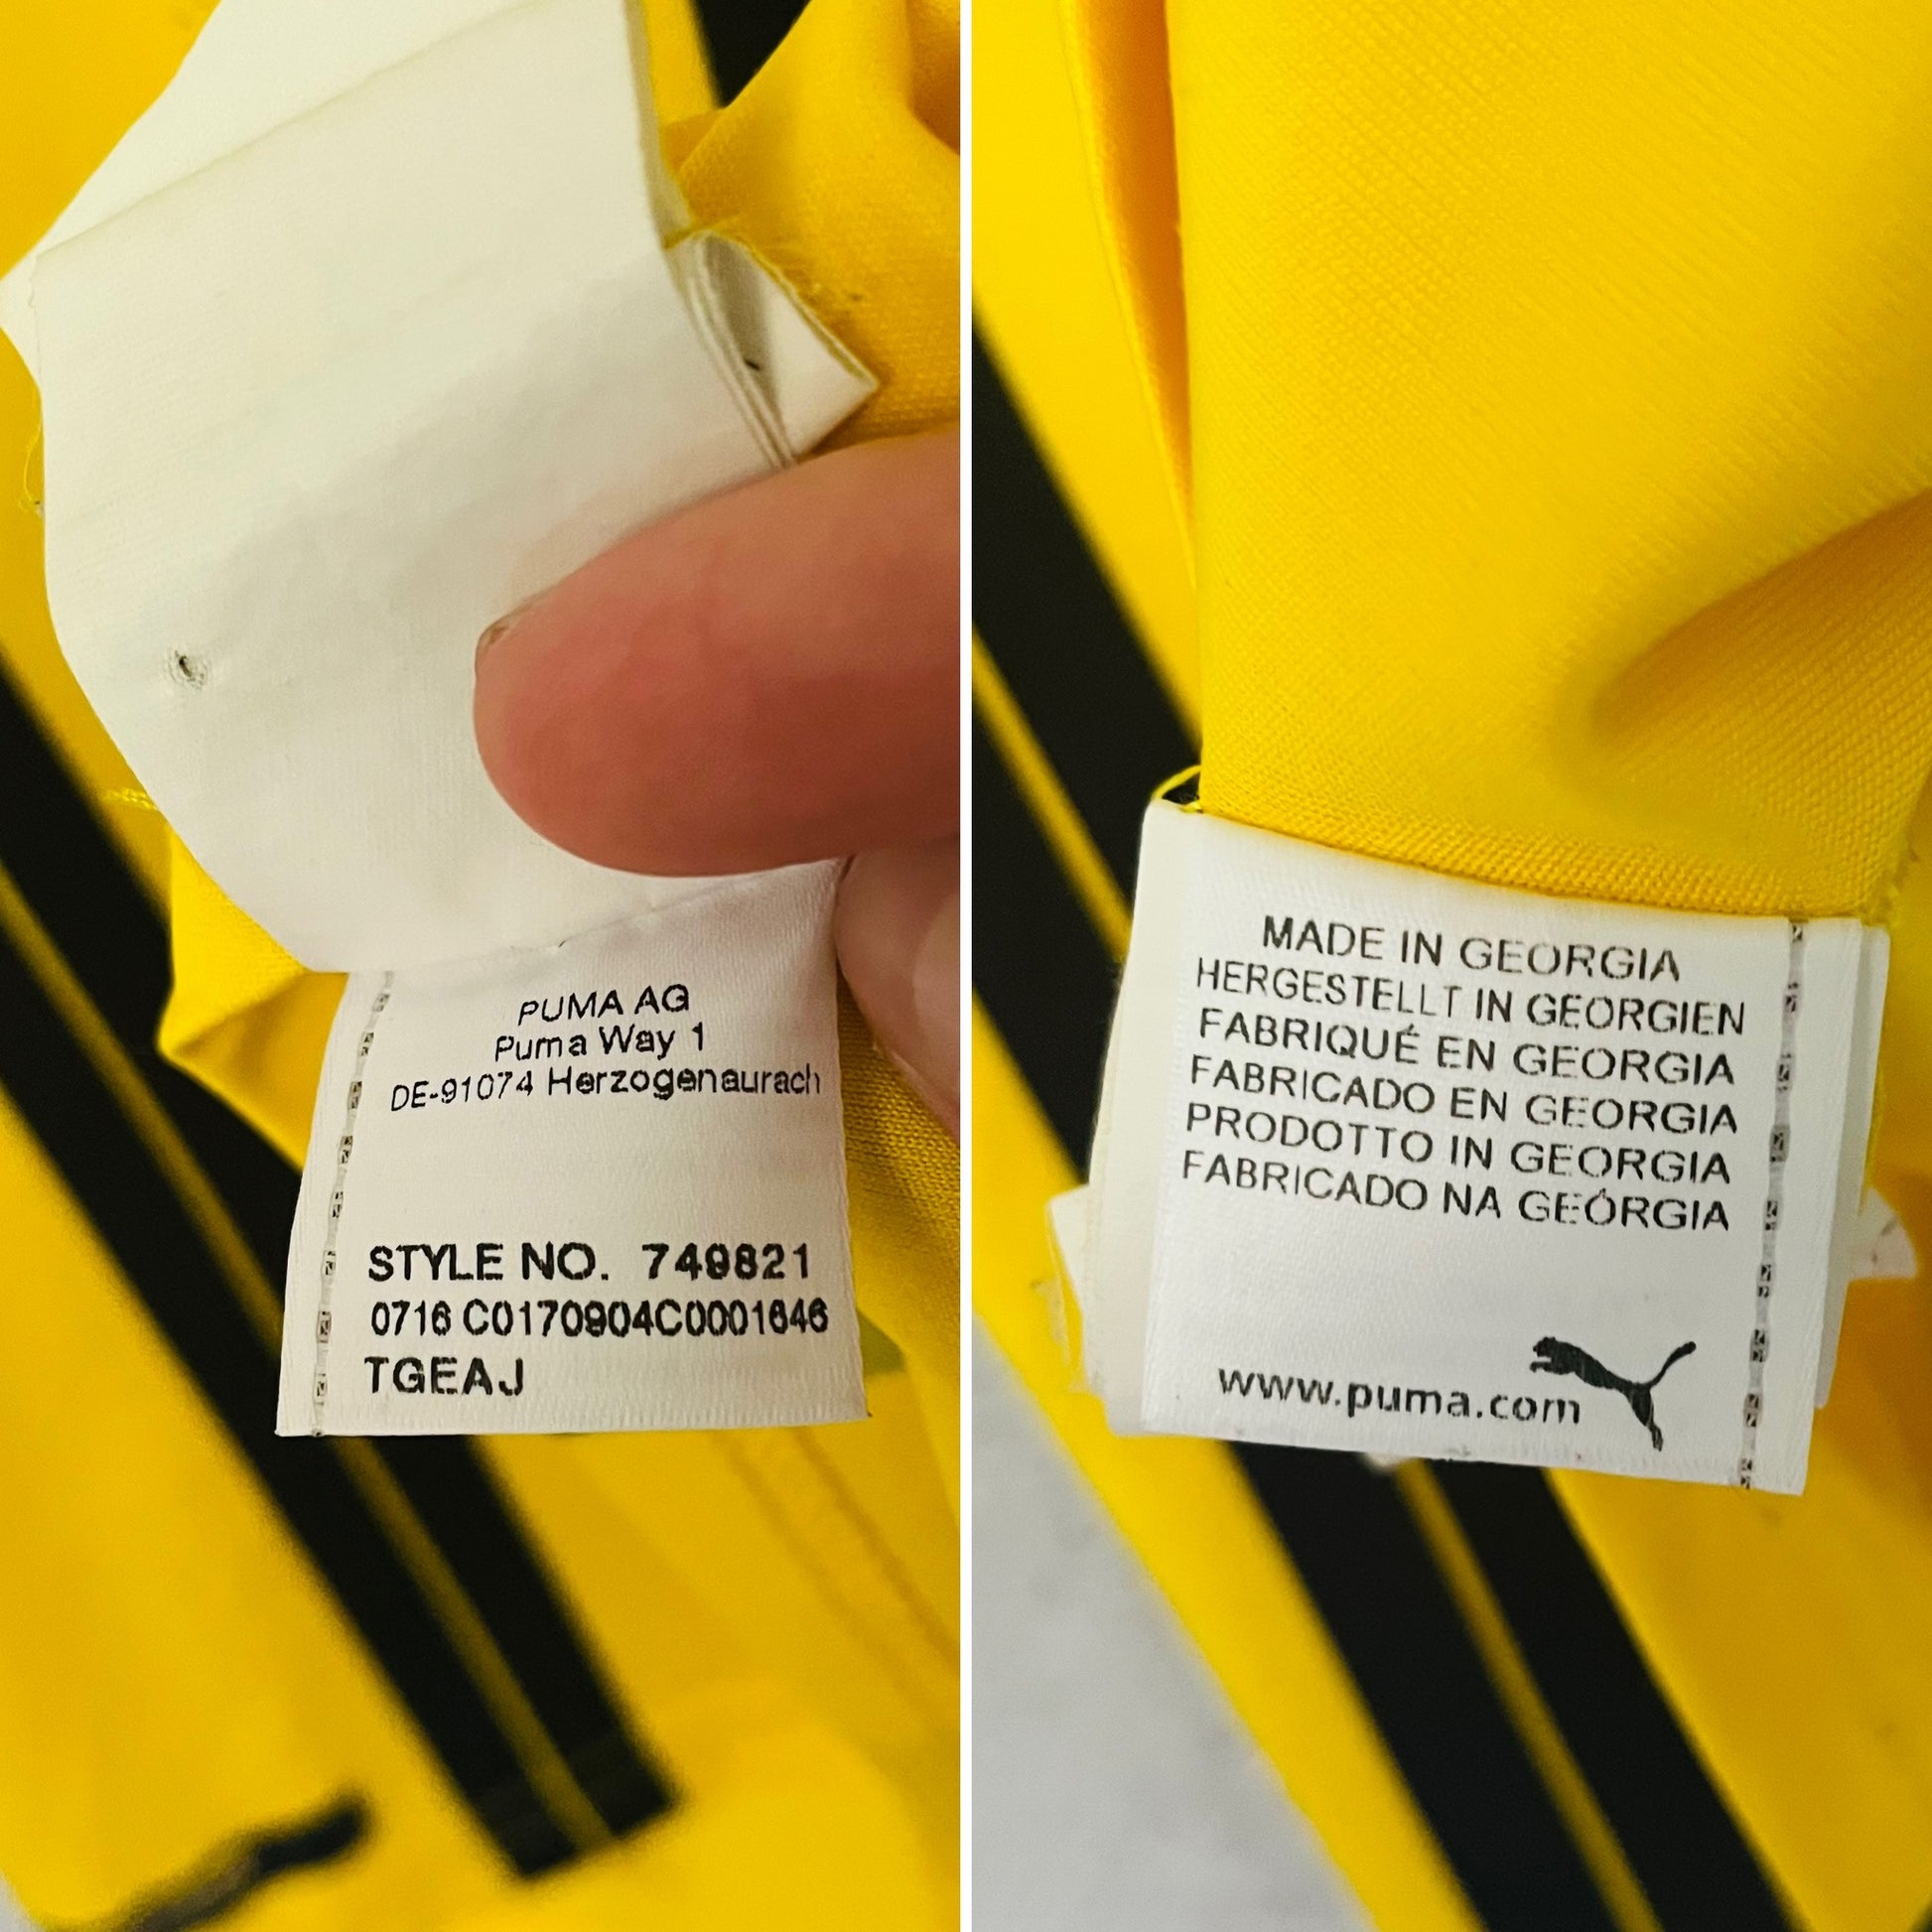 PUMA AG
Puma Way 1
DE-91074 Herzogenaurach
STYLE NO. 749821
0716 C0170904C0001646
TGEAJ
MADE IN GEORGIA
HERGESTELLT IN GEORGIEN
FABRIQUÉ EN GEORGIA
FABRICADO EN GEORGIA
PRODOTTO IN GEORGIA
FABRICADO NA GEÓRGIA
www.puma.com